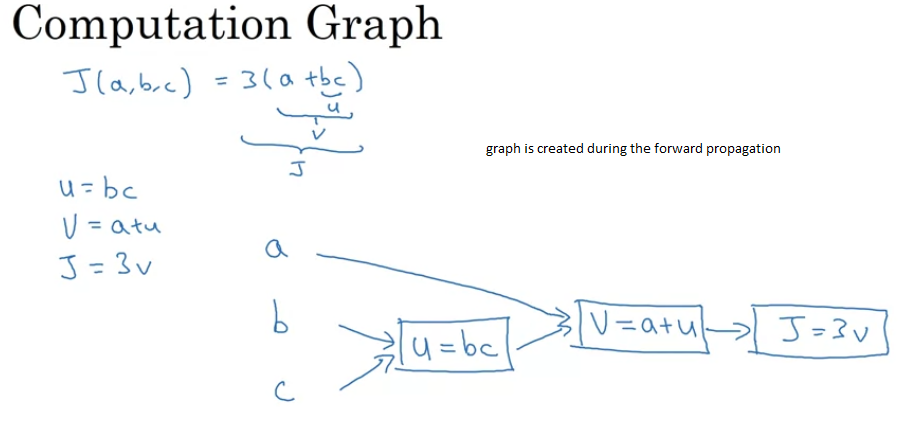 Computation Graph
J(a,b,c) = 3(a+bc)
u
v
J
graph is created during the forward propagation
u = bc
V = a+u
J = 3v
a
b
c
u = bc
V = a+u
J = 3v